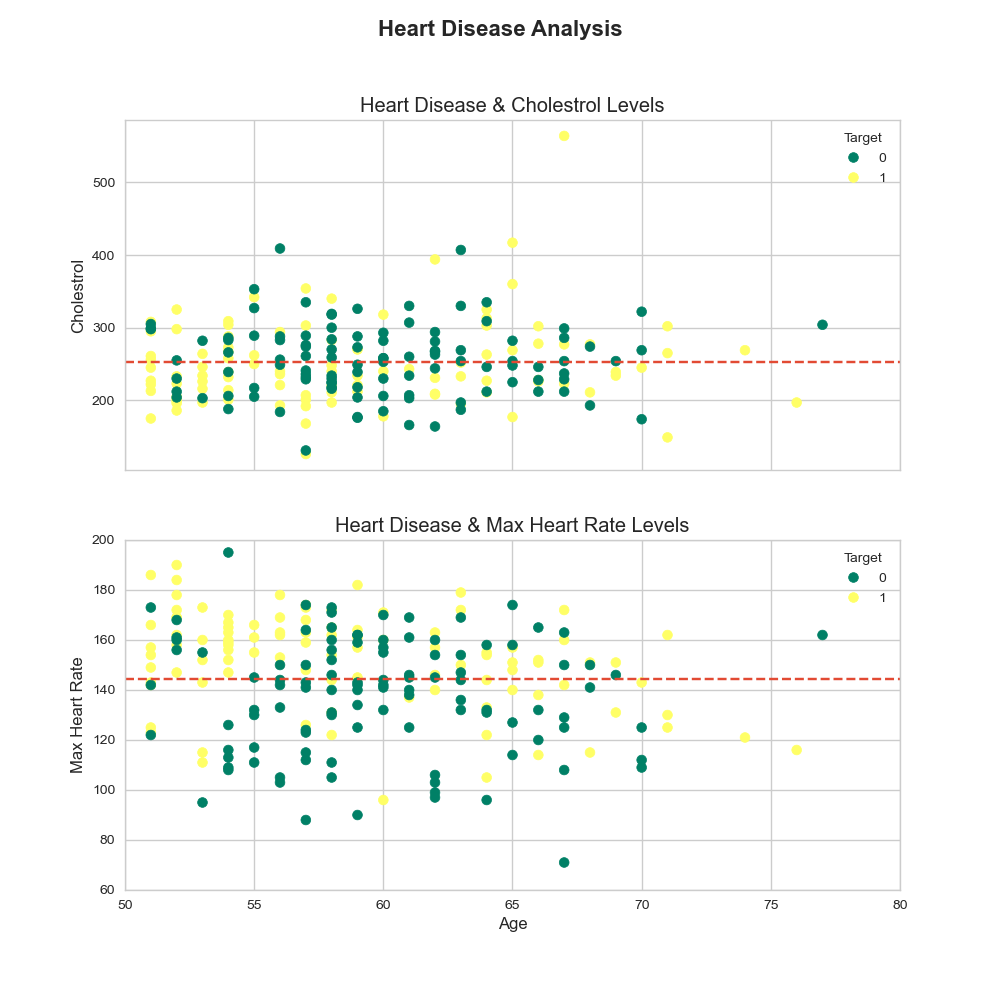 Heart Disease Analysis
Heart Disease & Cholestrol Levels
Target
0
1
Cholestrol
500
400
300
200
Heart Disease & Max Heart Rate Levels
Target
0
1
Max Heart Rate
200
180
160
140
120
100
80
60
50 55 60 65 70 75 80
Age